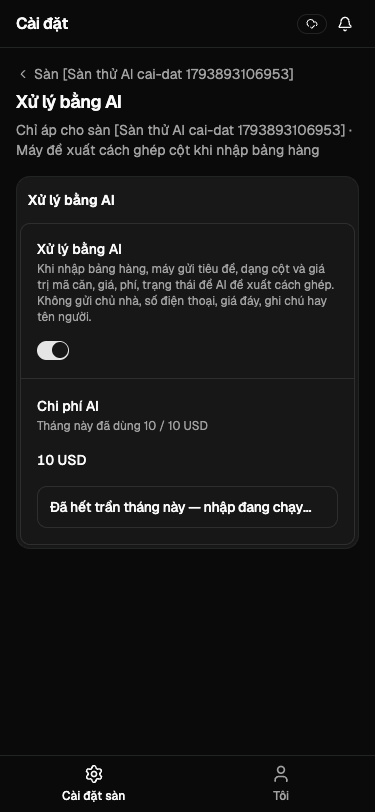 Cài đặt
Sàn [Sàn thử AI cai-dat 1793893106953]
Xử lý bằng AI
Chỉ áp cho sàn [Sàn thử AI cai-dat 1793893106953] ·
Máy đề xuất cách ghép cột khi nhập bảng hàng
Xử lý bằng AI
Xử lý bằng AI
Khi nhập bảng hàng, máy gửi tiêu đề, dạng cột và giá
trị mã căn, giá, phí, trạng thái để AI đề xuất cách ghép.
Không gửi chủ nhà, số điện thoại, giá đáy, ghi chú hay
tên người.
Chi phí AI
Tháng này đã dùng 10 / 10 USD
10 USD
Đã hết trần tháng này — nhập đang chạy...
Cài đặt sàn
Tôi